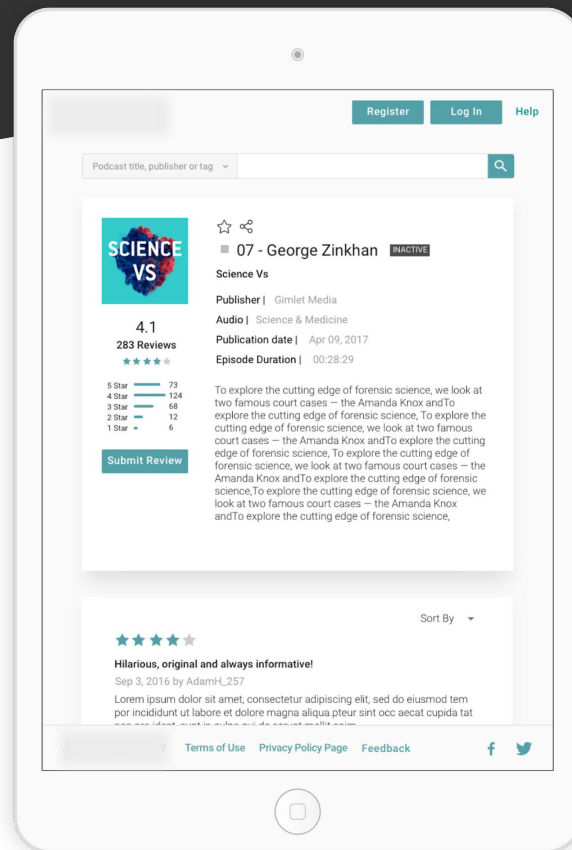 Register Log In Help
Podcast title, publisher or tag
SCIENCE
VS
07 - George Zinkhan INACTIVE
Science Vs
Publisher | Gimlet Media
Audio | Science & Medicine
Publication date | Apr 09, 2017
Episode Duration | 00:28:29
4.1
283 Reviews
5 Star 73
4 Star 124
3 Star 68
2 Star 12
1 Star 6
Submit Review
To explore the cutting edge of forensic science, we look at
two famous court cases — the Amanda Knox andTo
explore the cutting edge of forensic science, To explore the
cutting edge of forensic science, we look at two famous
court cases — the Amanda Knox andTo explore the cutting
edge of forensic science, To explore the cutting edge of
forensic science, we look at two famous court cases — the
Amanda Knox andTo explore the cutting edge of forensic
science,To explore the cutting edge of forensic science, we
look at two famous court cases — the Amanda Knox
andTo explore the cutting edge of forensic science,
Sort By
Hilarious, original and always informative!
Sep 3, 2016 by AdamH_257
Lorem ipsum dolor sit amet, consectetur adipiscing elit, sed do eiusmod tem
por incididunt ut labore et dolore magna aliqua.pteur sint occ aecat cupida tat
Terms of Use Privacy Policy Page Feedback